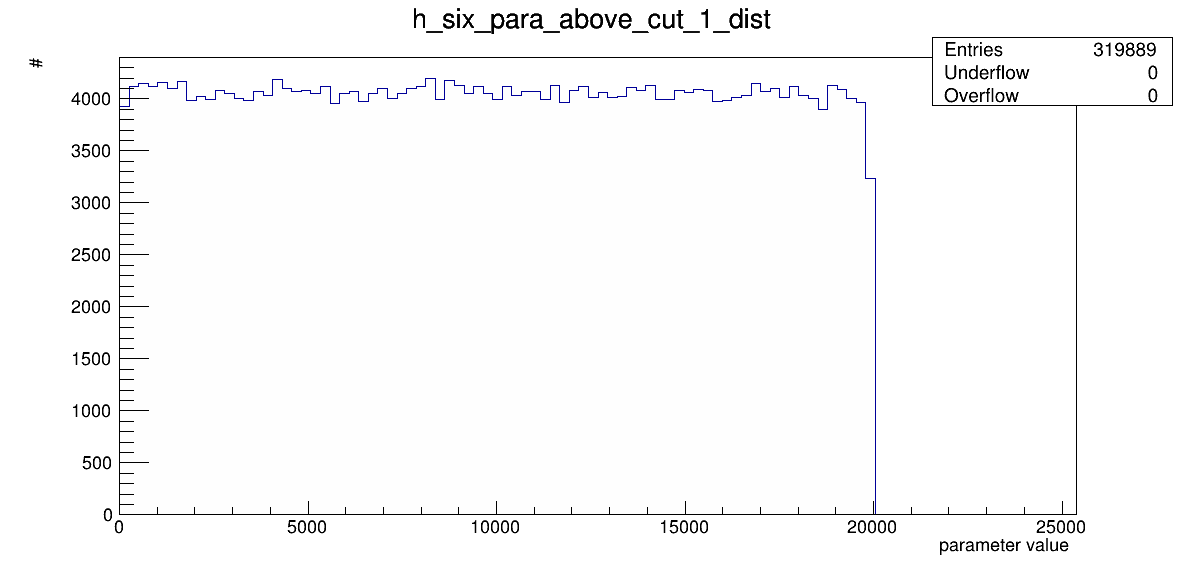 h_six_para_above_cut_1_dist
#
Entries 319889
Underflow 0
Overflow 0
4000
3500
3000
2500
2000
1500
1000
500
0
0 5000 10000 15000 20000 25000
parameter value